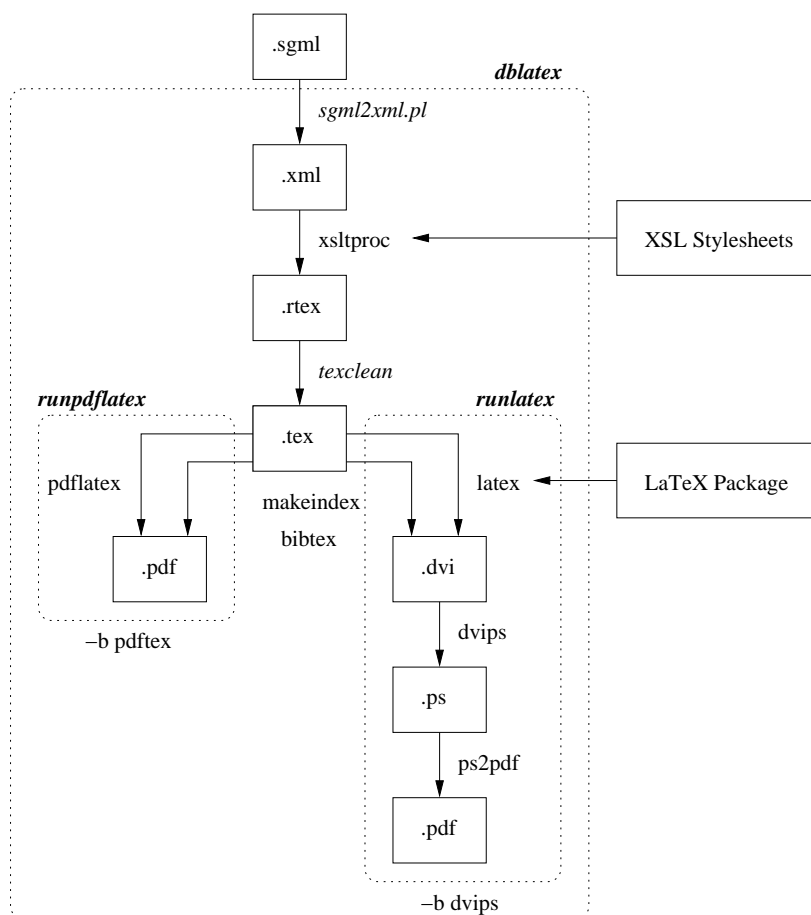 .sgml
dblatex
sgml2xml.pl
.xml
xsltproc
XSL Stylesheets
.rtex
texclean
runpdflatex
runlatex
.tex
pdflatex
latex
LaTeX Package
makeindex
bibtex
.pdf
.dvi
–b pdftex
dvips
.ps
ps2pdf
.pdf
–b dvips